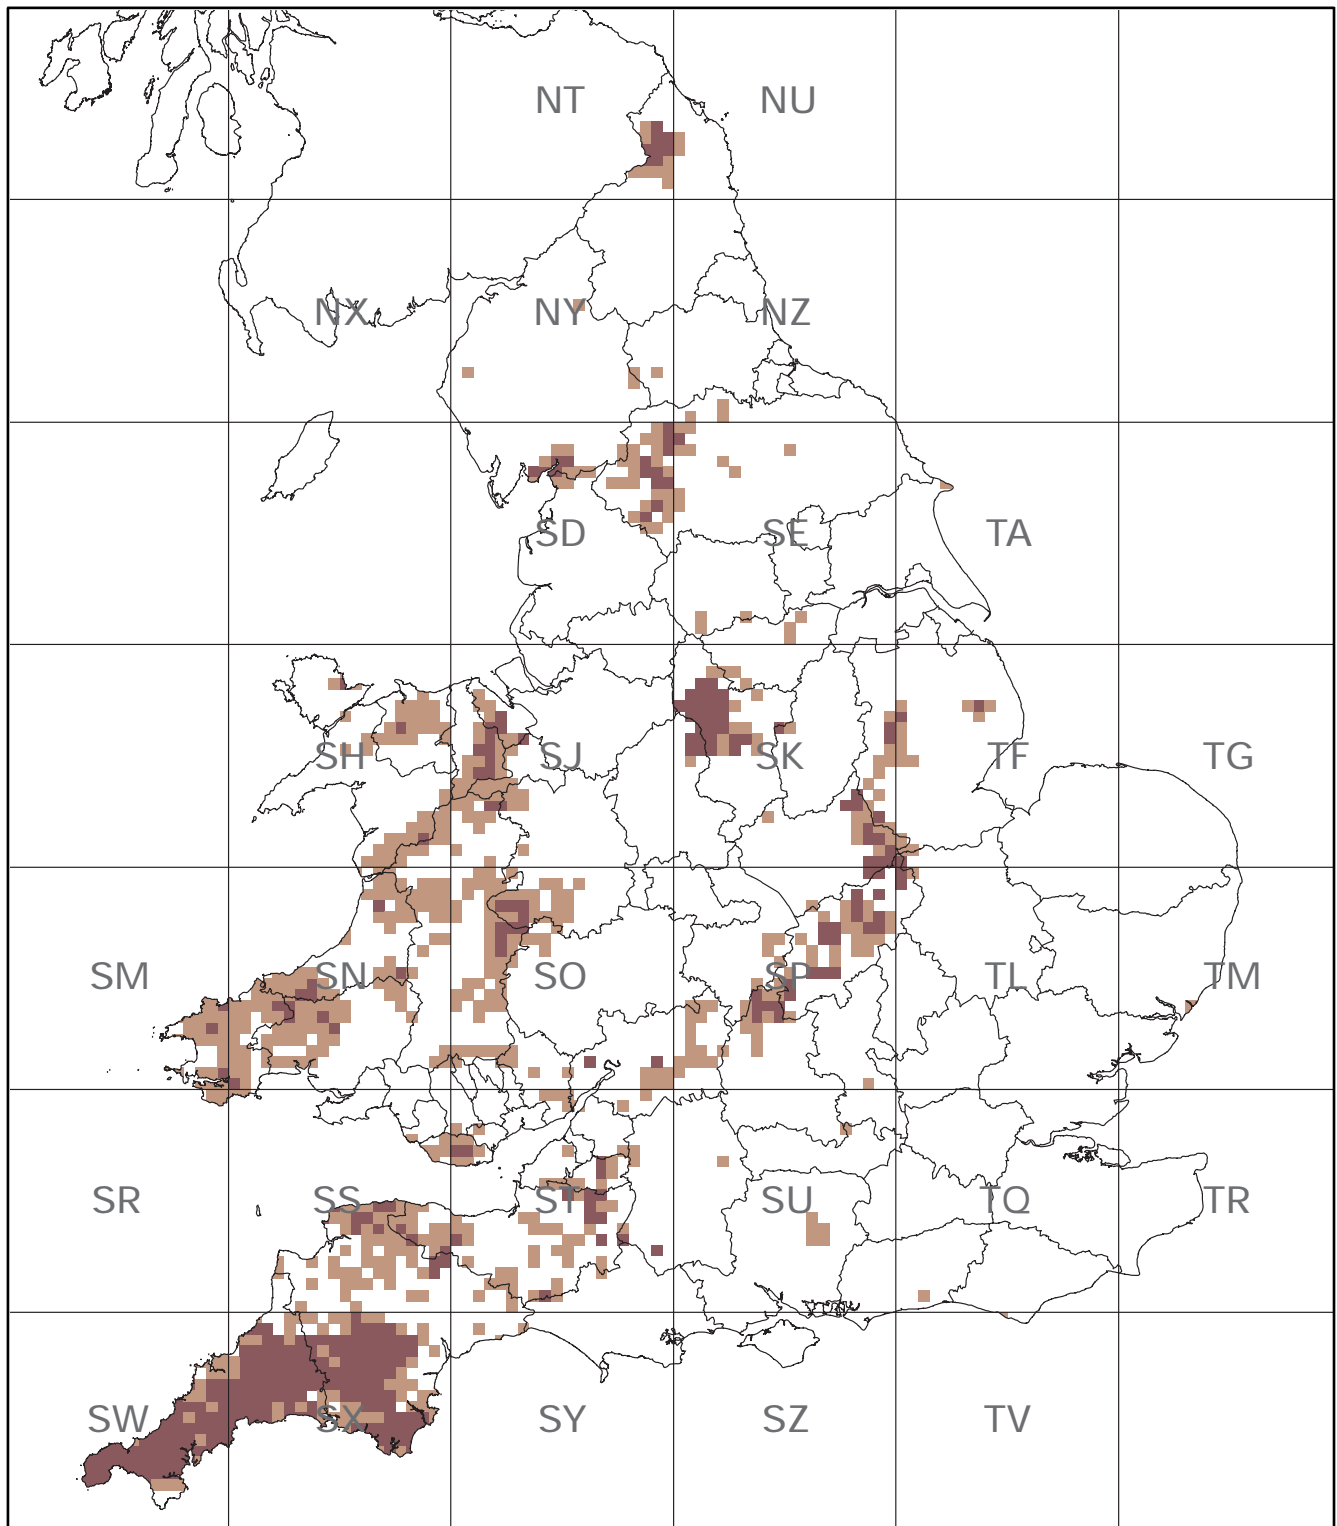 NT NU
NX NY NZ
SD SE TA
SH SJ SK TF TG
SM SN SO SP TL TM
SR SS ST SU TQ TR
SW SX SY SZ TV